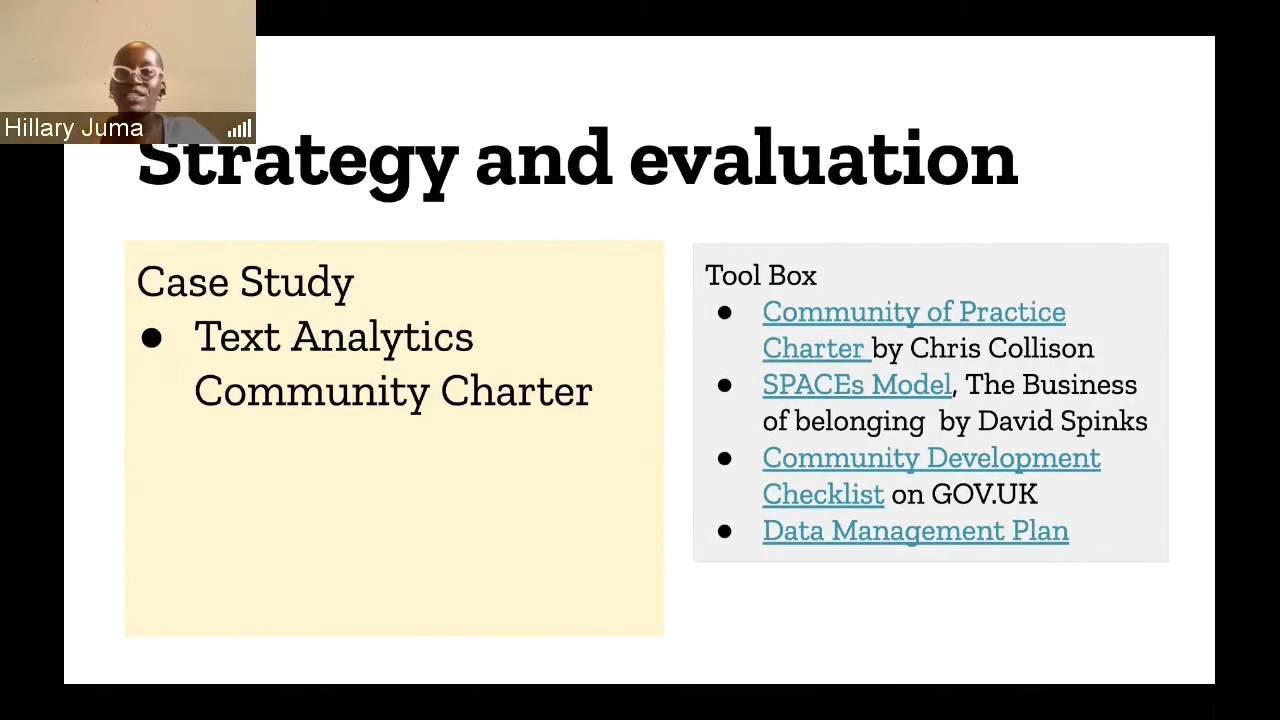 Hillary Juma
Strategy and evaluation
Case Study
● Text Analytics
Community Charter
Tool Box
● Community of Practice
Charter by Chris Collison
● SPACEs Model, The Business
of belonging by David Spinks
● Community Development
Checklist on GOV.UK
● Data Management Plan